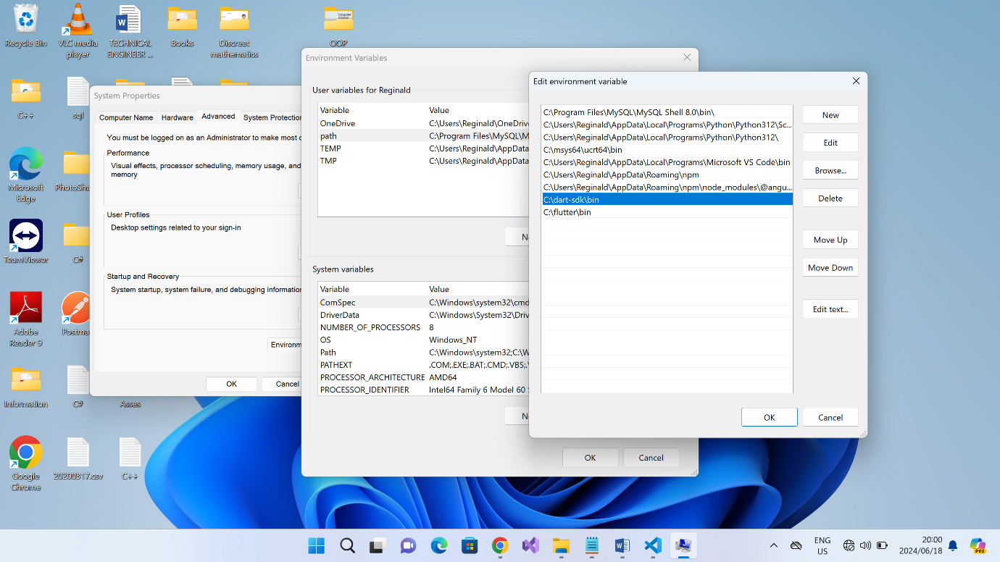 Recycle Bin
VLC media
player
TECHNICAL
ENGINEER ...
Books
Discreet
mathematics
Computer
Science
OOP
C++
sql
Microsoft
Edge
PhotoSha
TeamViewer
C#
Adobe
Reader 9
Postma
Information
C#
Asses
Google
Chrome
20200317.csv
C++
System Properties
Computer Name
Hardware
Advanced
System Protection
You must be logged on as an Administrator to make most c
Performance
Visual effects, processor scheduling, memory usage, and
memory
User Profiles
Desktop settings related to your sign-in
Startup and Recovery
System startup, system failure, and debugging information
Environm
OK
Cancel
Environment Variables
User variables for Reginald
Variable Value
OneDrive C:\Users\Reginald\OneDriv
path C:\Program Files\MySQL\M
TEMP C:\Users\Reginald\AppData
TMP C:\Users\Reginald\AppData
System variables
Variable Value
ComSpec C:\Windows\system32\cmd
DriverData C:\Windows\System32\Driv
NUMBER_OF_PROCESSORS 8
OS Windows_NT
Path C:\Windows\system32;C:\W
PATHEXT .COM;.EXE;.BAT;.CMD;.VBS;.
PROCESSOR_ARCHITECTURE AMD64
PROCESSOR_IDENTIFIER Intel64 Family 6 Model 60 S
OK
Cancel
Edit environment variable
C:\Program Files\MySQL\MySQL Shell 8.0\bin\
C:\Users\Reginald\AppData\Local\Programs\Python\Python312\Sc...
C:\Users\Reginald\AppData\Local\Programs\Python\Python312\
C:\msys64\ucrt64\bin
C:\Users\Reginald\AppData\Local\Programs\Microsoft VS Code\bin
C:\Users\Reginald\AppData\Roaming\npm
C:\Users\Reginald\AppData\Roaming\npm\node_modules\@angu...
C:\dart-sdk\bin
C:\flutter\bin
New
Edit
Browse...
Delete
Move Up
Move Down
Edit text...
OK
Cancel
ENG
US
20:00
2024/06/18
PRE